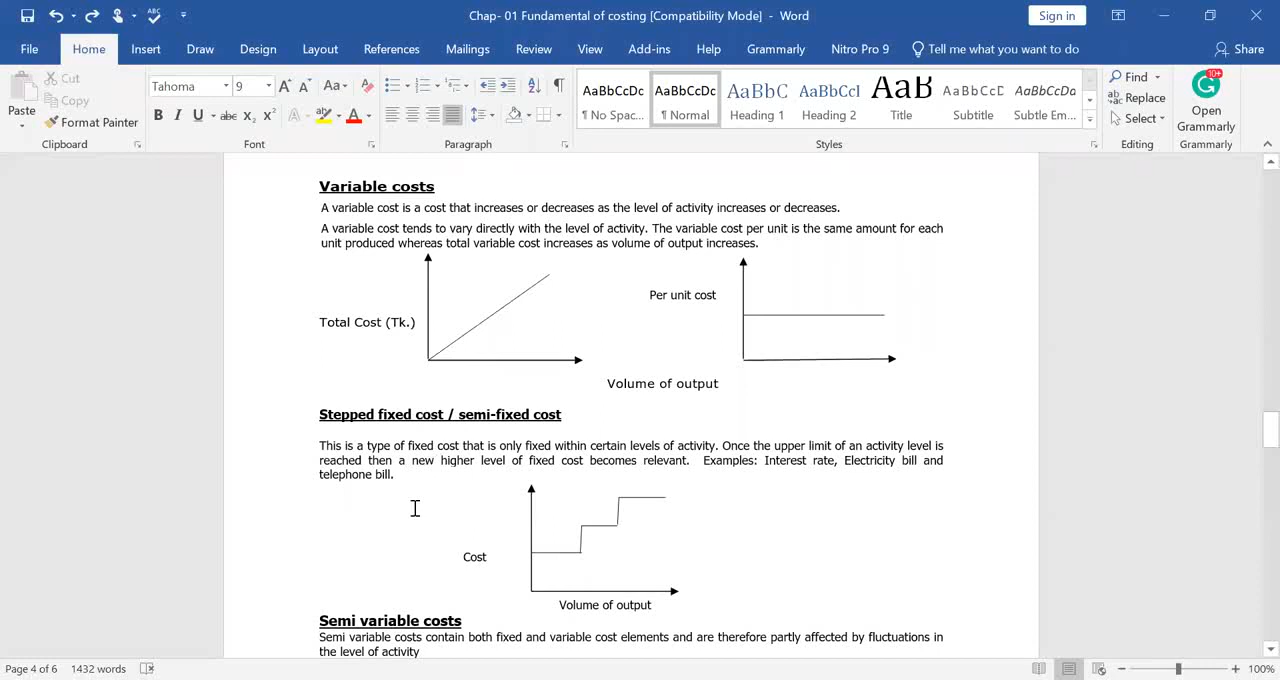 Chap- 01 Fundamental of costing [Compatibility Mode] - Word
Sign in
File Home Insert Draw Design Layout References Mailings Review View Add-ins Help Grammarly Nitro Pro 9 Tell me what you want to do Share
Paste
Cut
Copy
Format Painter
Clipboard
Tahoma 9
Font
Paragraph
AaBbCcDc AaBbCcDc AaBbC AaBbCcI AaB AaBbCcD AaBbCcDa
¶ No Spac... ¶ Normal Heading 1 Heading 2 Title Subtitle Subtle Em...
Styles
Find
Replace
Select
Editing
10+
Open
Grammarly
Grammarly
Variable costs
A variable cost is a cost that increases or decreases as the level of activity increases or decreases.
A variable cost tends to vary directly with the level of activity. The variable cost per unit is the same amount for each
unit produced whereas total variable cost increases as volume of output increases.
Total Cost (Tk.)
Per unit cost
Volume of output
Stepped fixed cost / semi-fixed cost
This is a type of fixed cost that is only fixed within certain levels of activity. Once the upper limit of an activity level is
reached then a new higher level of fixed cost becomes relevant. Examples: Interest rate, Electricity bill and
telephone bill.
Cost
Volume of output
Semi variable costs
Semi variable costs contain both fixed and variable cost elements and are therefore partly affected by fluctuations in
the level of activity
Page 4 of 6 1432 words 100%